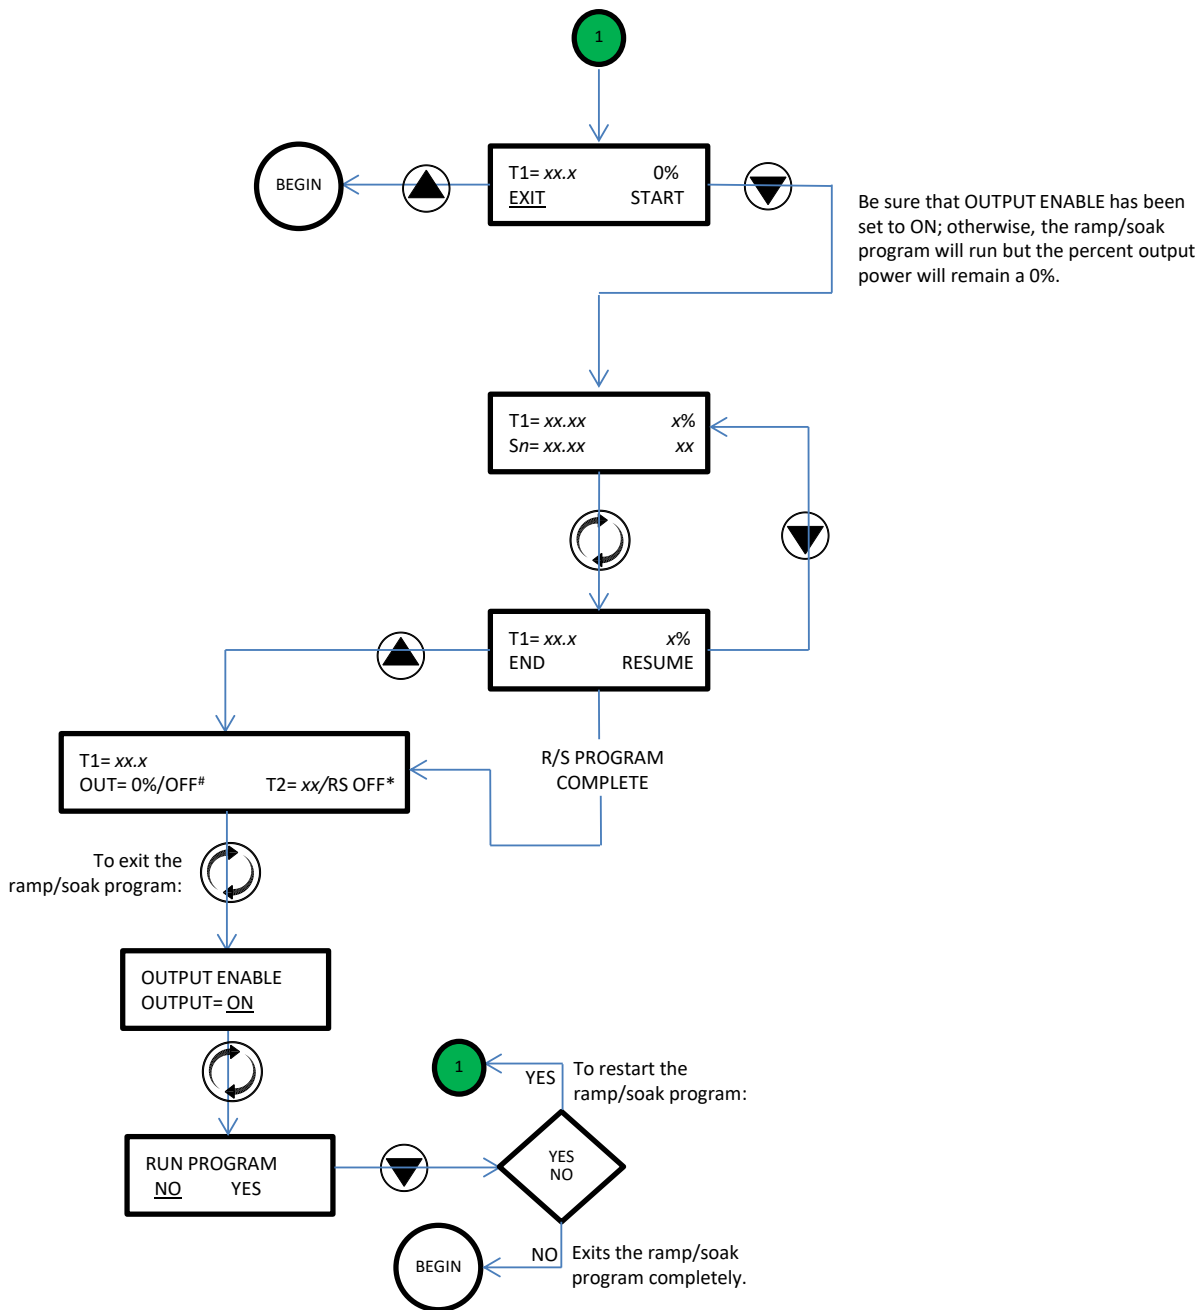 1
BEGIN
T1= xx.x 0%
EXIT START
Be sure that OUTPUT ENABLE has been
set to ON; otherwise, the ramp/soak
program will run but the percent output
power will remain a 0%.
T1= xx.xx x%
Sn= xx.xx xx
T1= xx.x x%
END RESUME
R/S PROGRAM
COMPLETE
T1= xx.x
OUT= 0%/OFF# T2= xx/RS OFF*
To exit the
ramp/soak program:
OUTPUT ENABLE
OUTPUT= ON
1
YES
To restart the
ramp/soak program:
RUN PROGRAM
NO YES
YES
NO
NO
Exits the ramp/soak
program completely.
BEGIN